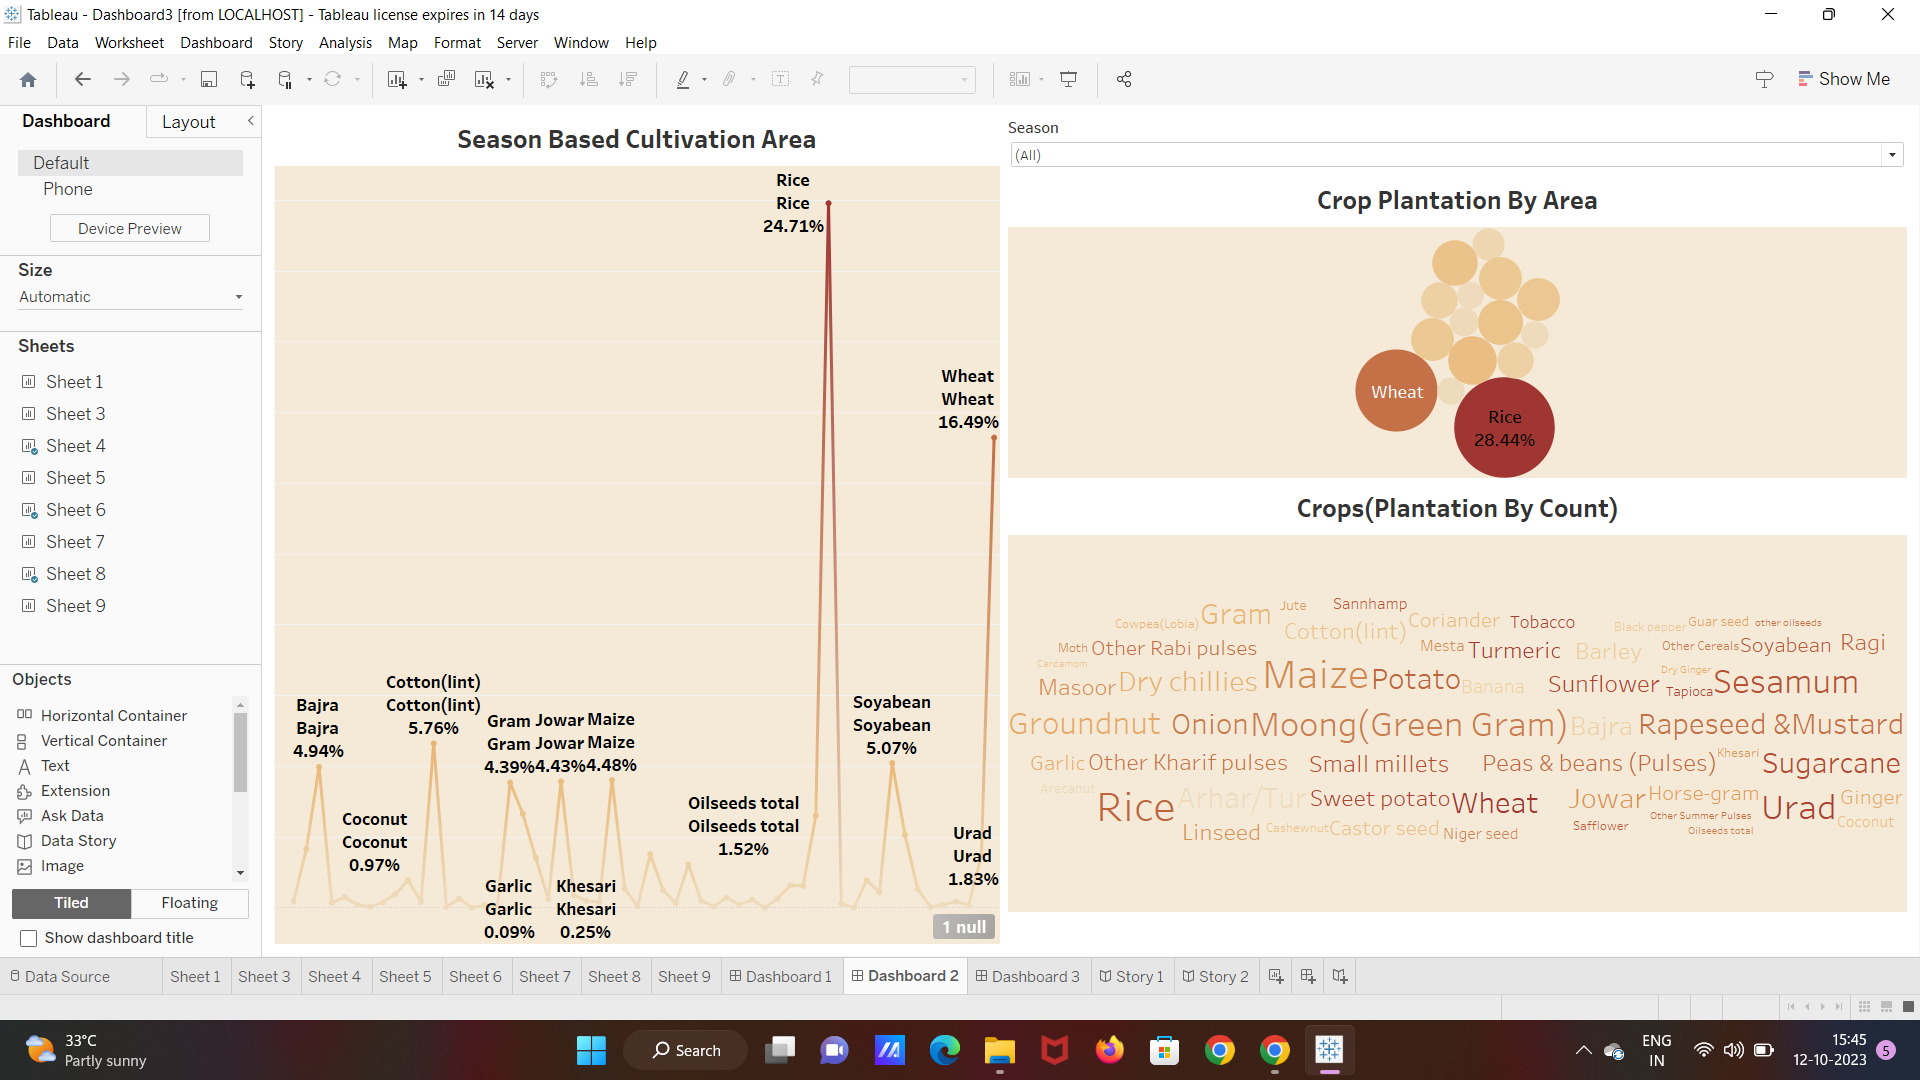 Tableau - Dashboard3 [from LOCALHOST] - Tableau license expires in 14 days
File Data Worksheet Dashboard Story Analysis Map Format Server Window Help
Show Me
Dashboard Layout
Default
Phone
Device Preview
Size
Automatic
Sheets
Sheet 1
Sheet 3
Sheet 4
Sheet 5
Sheet 6
Sheet 7
Sheet 8
Sheet 9
Objects
Horizontal Container
Vertical Container
Text
Extension
Ask Data
Data Story
Image
Tiled Floating
Show dashboard title
Season Based Cultivation Area
Rice
Rice
24.71%
Wheat
Wheat
16.49%
Bajra
Bajra
4.94%
Cotton(lint)
Cotton(lint)
5.76%
Gram Jowar Maize
Gram Jowar Maize
4.39% 4.43% 4.48%
Soyabean
Soyabean
5.07%
Coconut
Coconut
0.97%
Oilseeds total
Oilseeds total
1.52%
Urad
Urad
1.83%
Garlic
Garlic
0.09%
Khesari
Khesari
0.25%
1 null
Season
(All)
Crop Plantation By Area
Wheat
Rice
28.44%
Crops(Plantation By Count)
Cowpea(Lobia) Gram Jute Sannhamp
Cotton(lint) Coriander Tobacco Black pepper Guar seed other oilseeds
Moth Other Rabi pulses Mesta Turmeric Barley Other Cereals Soyabean Ragi
Cardamom Masoor Dry chillies Maize Potato Banana Sunflower Dry Ginger Tapioca Sesamum
Groundnut Onion Moong(Green Gram) Bajra Rapeseed &Mustard
Garlic Other Kharif pulses Small millets Peas & beans (Pulses) Khesari Sugarcane
Arecanut Rice Arhar/Tur Sweet potato Wheat Jowar Horse-gram Urad Ginger
Linseed Cashewnut Castor seed Niger seed Safflower Other Summer Pulses Oilseeds total Coconut
Data Source Sheet 1 Sheet 3 Sheet 4 Sheet 5 Sheet 6 Sheet 7 Sheet 8 Sheet 9 Dashboard 1 Dashboard 2 Dashboard 3 Story 1 Story 2
33°C
Partly sunny
Search
ENG
IN
15:45
12-10-2023
5